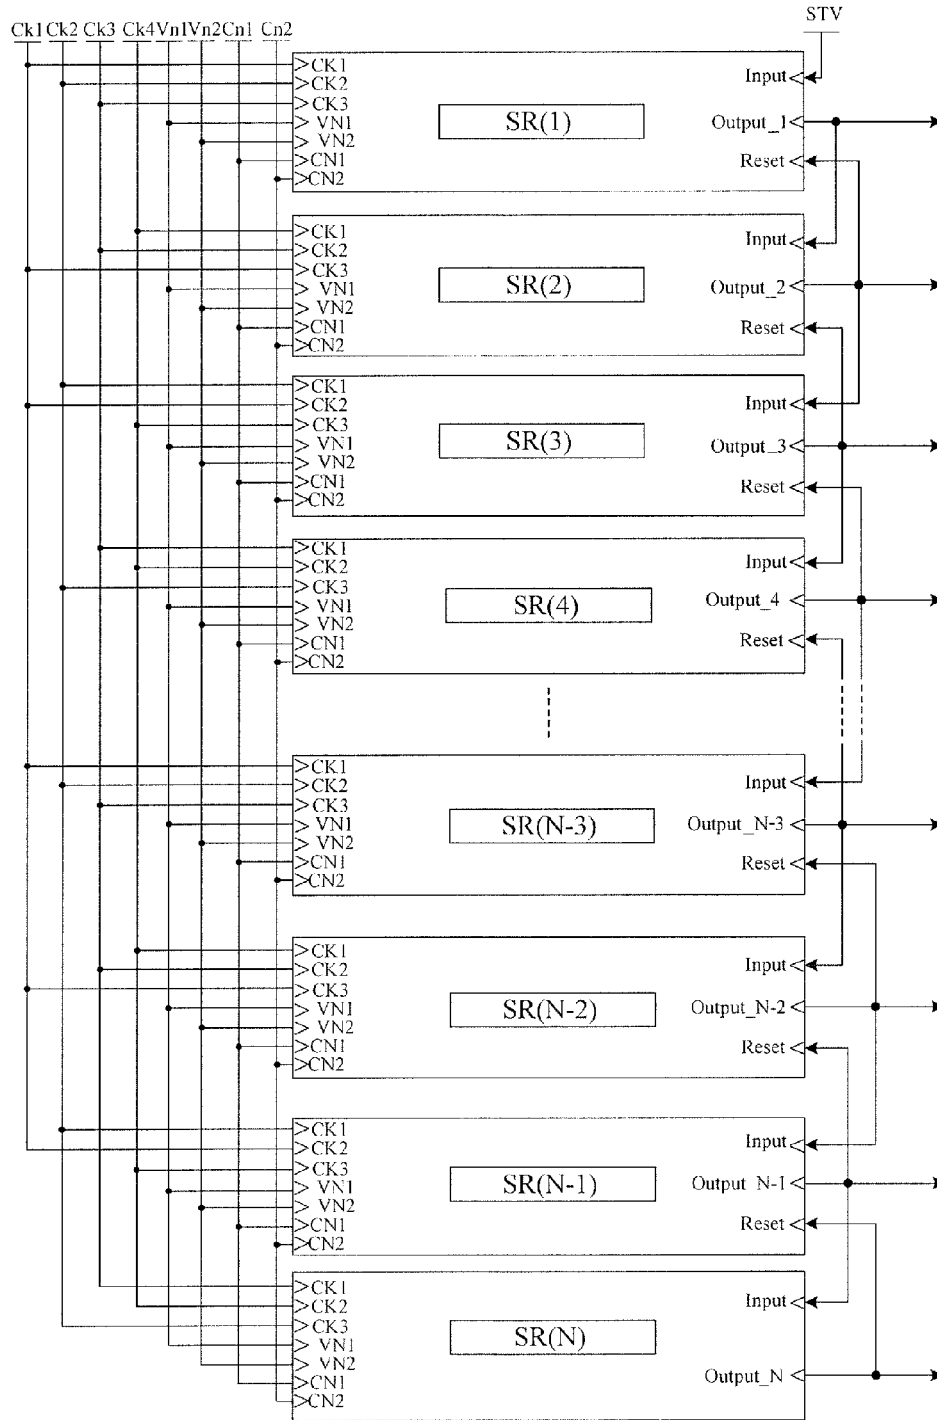 STV
Ck1 Ck2 Ck3 Ck4 Vn1 Vn2 Cn1 Cn2
CK1
CK2
CK3
VN1
VN2
CN1
CN2
SR(1)
Input
Output_1
Reset
CK1
CK2
CK3
VN1
VN2
CN1
CN2
SR(2)
Input
Output_2
Reset
CK1
CK2
CK3
VN1
VN2
CN1
CN2
SR(3)
Input
Output_3
Reset
CK1
CK2
CK3
VN1
VN2
CN1
CN2
SR(4)
Input
Output_4
Reset
CK1
CK2
CK3
VN1
VN2
CN1
CN2
SR(N-3)
Input
Output_N-3
Reset
CK1
CK2
CK3
VN1
VN2
CN1
CN2
SR(N-2)
Input
Output_N-2
Reset
CK1
CK2
CK3
VN1
VN2
CN1
CN2
SR(N-1)
Input
Output_N-1
Reset
CK1
CK2
CK3
VN1
VN2
CN1
CN2
SR(N)
Input
Output_N